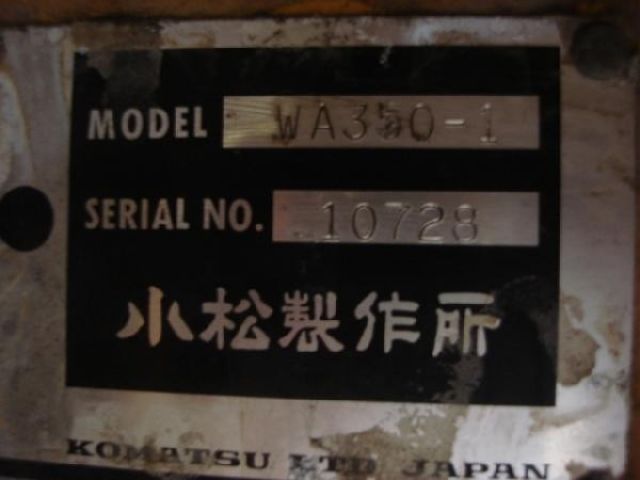 MODEL WA350-1
SERIAL NO. 10728
小松製作所
KOMATSU LTD JAPAN